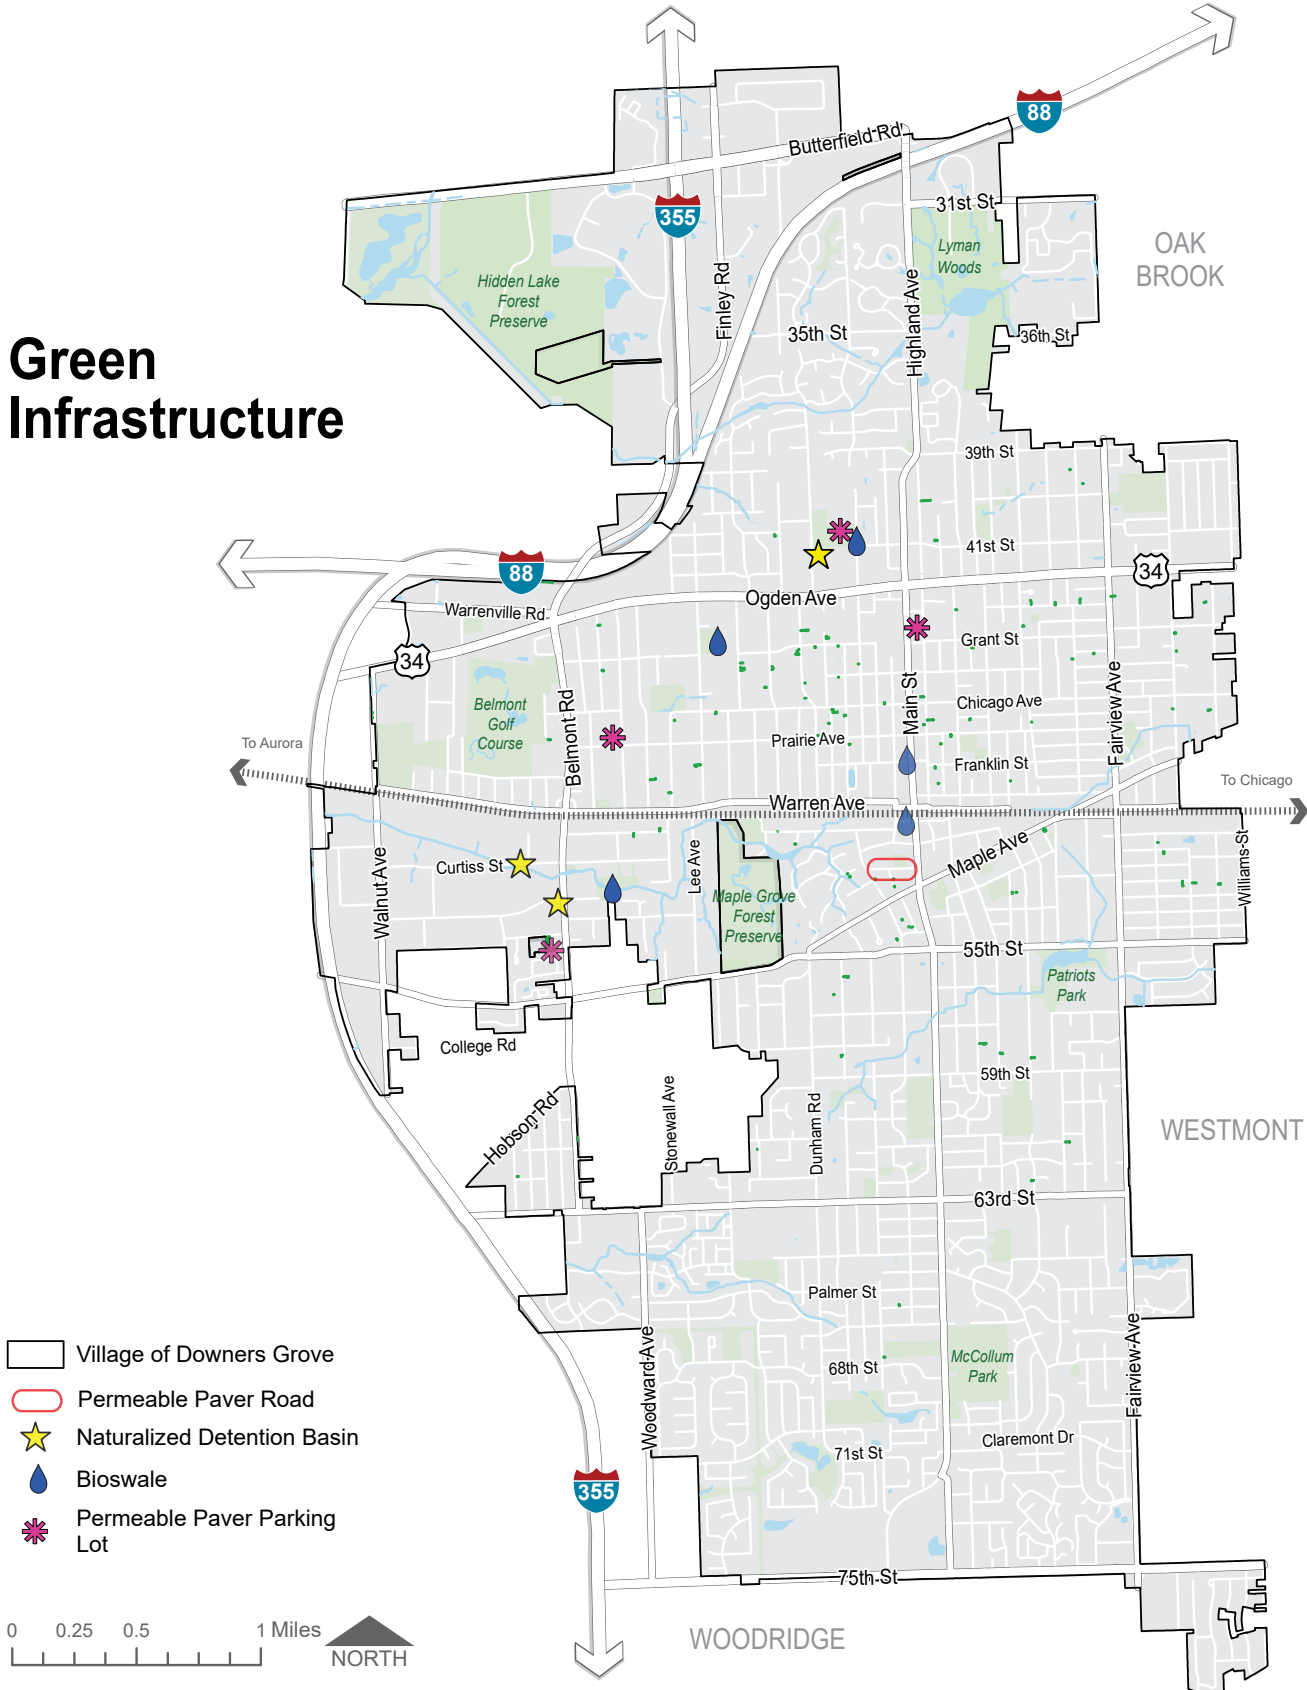 88
Butterfield Rd
31st St
355
OAK
BROOK
Lyman
Woods
Hidden Lake
Forest
Preserve
Finley Rd
Highland Ave
35th St
36th St
Green
Infrastructure
39th St
41st St
88
34
Ogden Ave
Warrenville Rd
Grant St
34
Main St
Fairview Ave
Belmont Rd
Chicago Ave
Belmont
Golf
Course
Prairie Ave
To Aurora
Franklin St
To Chicago
Warren Ave
Maple Ave
Williams St
Curtiss St
Lee Ave
Walnut Ave
Maple Grove
Forest
Preserve
55th St
Patriots
Park
College Rd
59th St
Hobson Rd
Stonewall Ave
Dunham Rd
WESTMONT
63rd St
Palmer St
Woodward Ave
Fairview Ave
Village of Downers Grove
68th St
McCollum
Park
Permeable Paver Road
Naturalized Detention Basin
Claremont Dr
71st St
Bioswale
355
Permeable Paver Parking
Lot
75th St
0 0.25 0.5 1 Miles
NORTH
WOODRIDGE